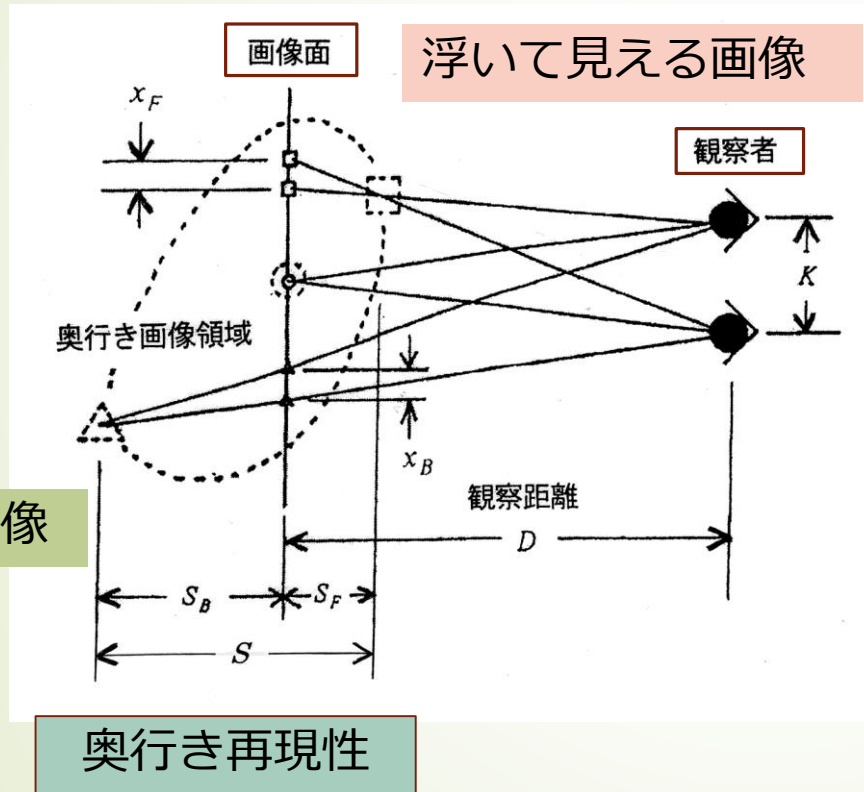 画像面
浮いて見える画像
x_F
観察者
K
奥行き画像領域
x_B
像
観察距離
D
S_B
S_F
S
奥行き再現性